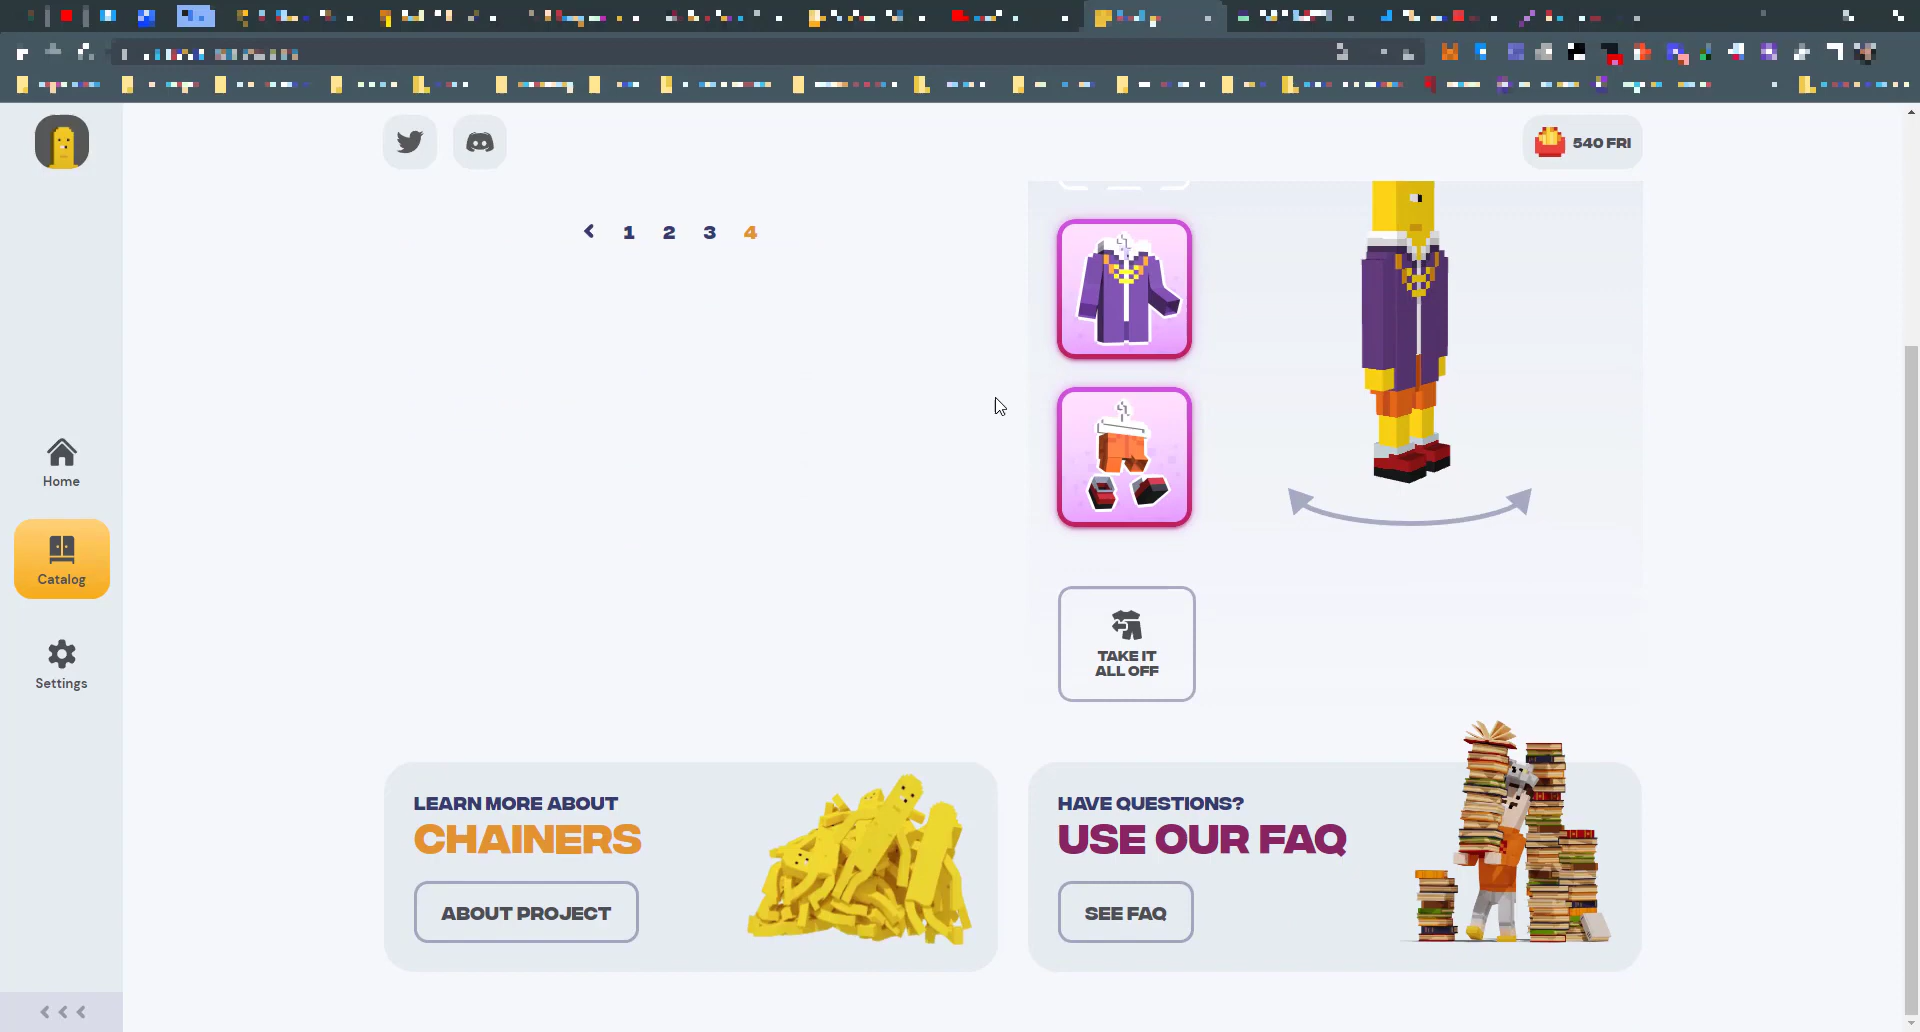 540 FRI
1 2 3 4
Home
Catalog
Settings
TAKE IT
ALL OFF
LEARN MORE ABOUT
CHAINERS
ABOUT PROJECT
HAVE QUESTIONS?
USE OUR FAQ
SEE FAQ